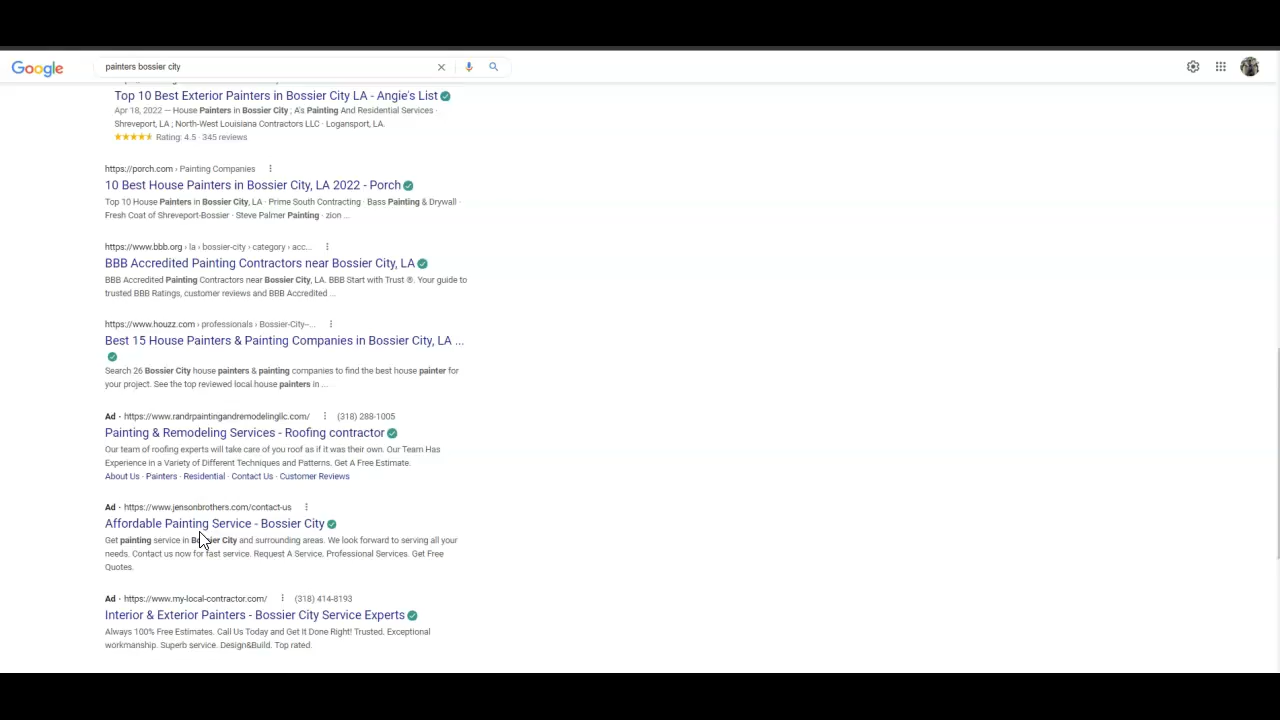 Google
painters bossier city
Top 10 Best Exterior Painters in Bossier City LA - Angie's List
Apr 18, 2022 — House Painters in Bossier City ; A's Painting And Residential Services ·
Shreveport, LA ; North-West Louisiana Contractors LLC · Logansport, LA.
Rating: 4.5 · 345 reviews
https://porch.com › Painting Companies
10 Best House Painters in Bossier City, LA 2022 - Porch
Top 10 House Painters in Bossier City, LA · Prime South Contracting · Bass Painting & Drywall ·
Fresh Coat of Shreveport-Bossier · Steve Palmer Painting · zion ...
https://www.bbb.org › la › bossier-city › category › acc...
BBB Accredited Painting Contractors near Bossier City, LA
BBB Accredited Painting Contractors near Bossier City, LA. BBB Start with Trust ®. Your guide to
trusted BBB Ratings, customer reviews and BBB Accredited ...
https://www.houzz.com › professionals › Bossier-City--...
Best 15 House Painters & Painting Companies in Bossier City, LA ...
Search 26 Bossier City house painters & painting companies to find the best house painter for
your project. See the top reviewed local house painters in ...
Ad · https://www.randrpaintingandremodelingllc.com/ (318) 288-1005
Painting & Remodeling Services - Roofing contractor
Our team of roofing experts will take care of you roof as if it was their own. Our Team Has
Experience in a Variety of Different Techniques and Patterns. Get A Free Estimate.
About Us · Painters · Residential · Contact Us · Customer Reviews
Ad · https://www.jensonbrothers.com/contact-us
Affordable Painting Service - Bossier City
Get painting service in Bossier City and surrounding areas. We look forward to serving all your
needs. Contact us now for fast service. Request A Service. Professional Services. Get Free
Quotes.
Ad · https://www.my-local-contractor.com/ (318) 414-8193
Interior & Exterior Painters - Bossier City Service Experts
Always 100% Free Estimates. Call Us Today and Get It Done Right! Trusted. Exceptional
workmanship. Superb service. Design&Build. Top rated.